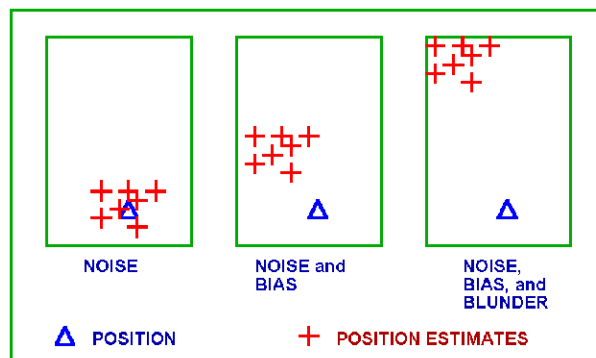 NOISE
NOISE and
BIAS
NOISE,
BIAS, and
BLUNDER
POSITION
POSITION ESTIMATES